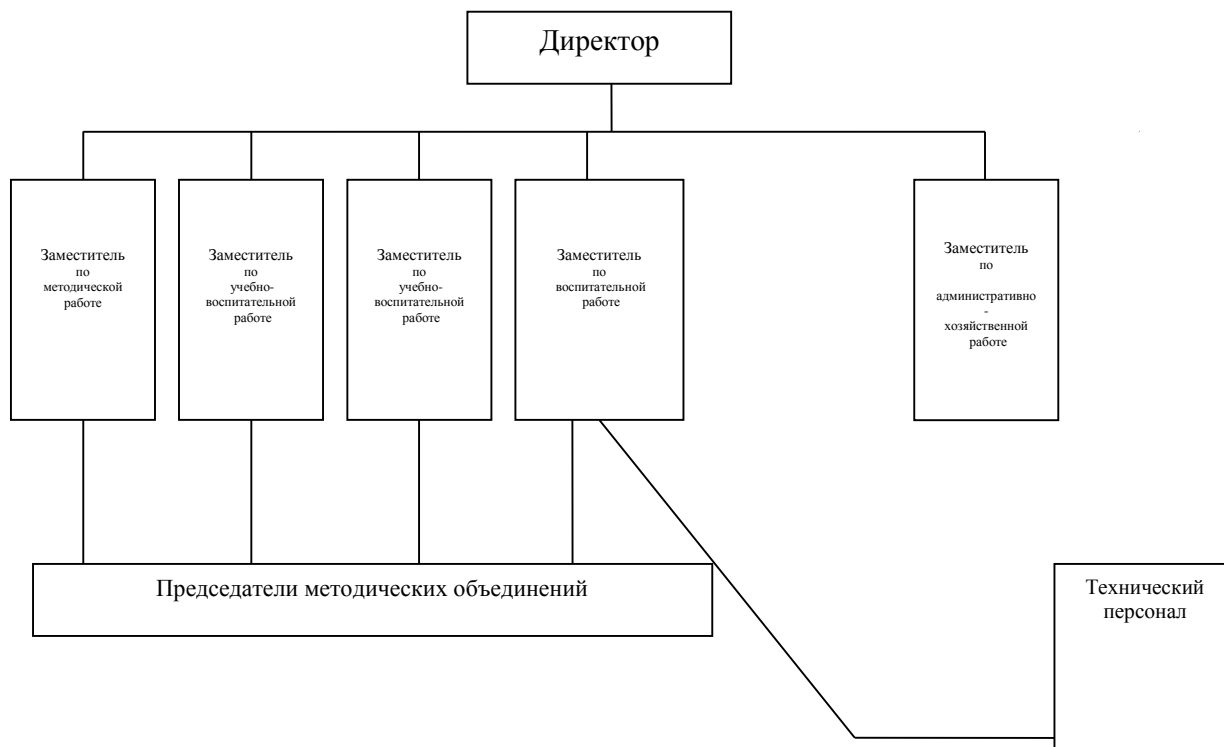 Директор
Заместитель
по
методической
работе
Заместитель
по
учебно-
воспитательной
работе
Заместитель
по
учебно-
воспитательной
работе
Заместитель
по
воспитательной
работе
Заместитель
по
административно
-
хозяйственной
работе
Председатели методических объединений
Технический
персонал